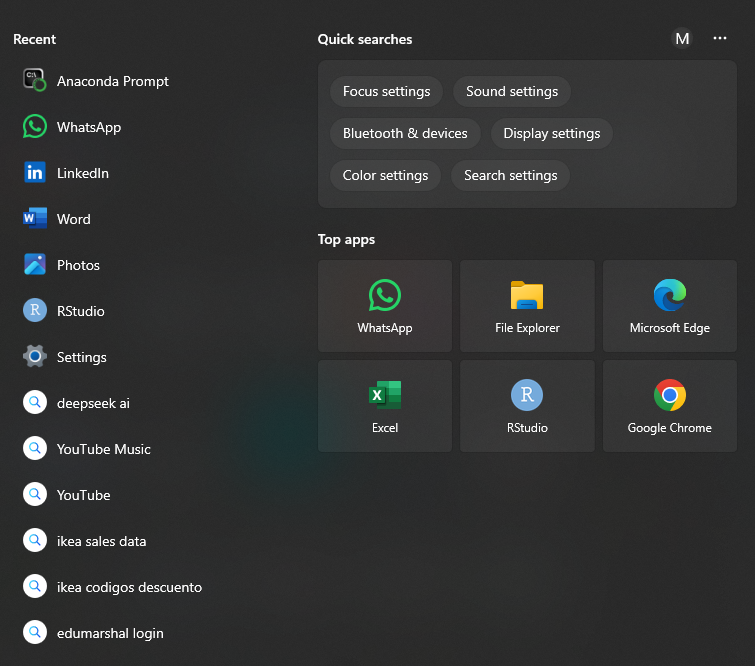 Recent
Anaconda Prompt
WhatsApp
LinkedIn
Word
Photos
RStudio
Settings
deepseek ai
YouTube Music
YouTube
ikea sales data
ikea codigos descuento
edumarshal login
Quick searches
M
Focus settings
Sound settings
Bluetooth & devices
Display settings
Color settings
Search settings
Top apps
WhatsApp
File Explorer
Microsoft Edge
Excel
RStudio
Google Chrome